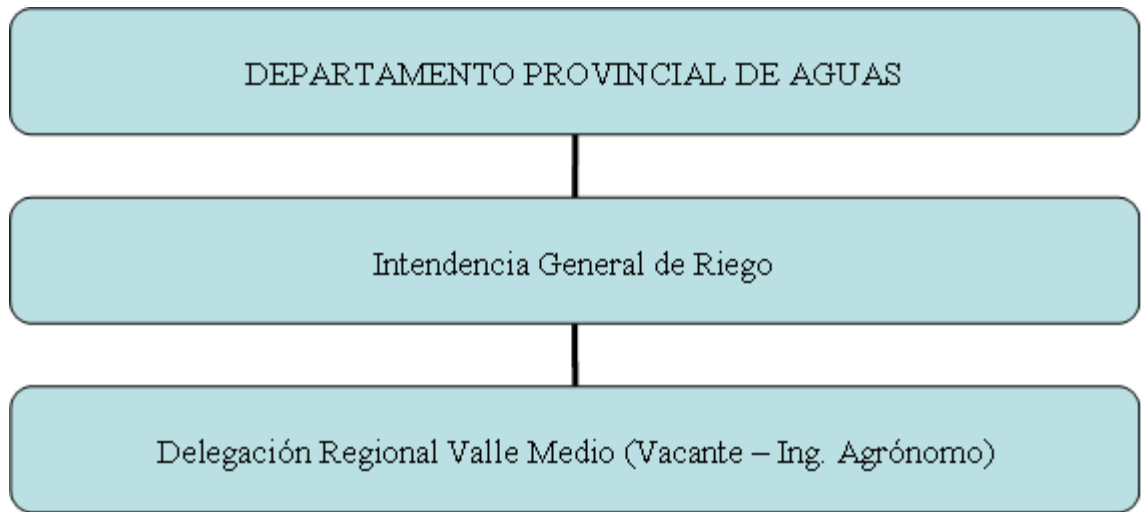 DEPARTAMENTO PROVINCIAL DE AGUAS
Intendencia General de Riego
Delegación Regional Valle Medio (Vacante – Ing. Agrónomo)